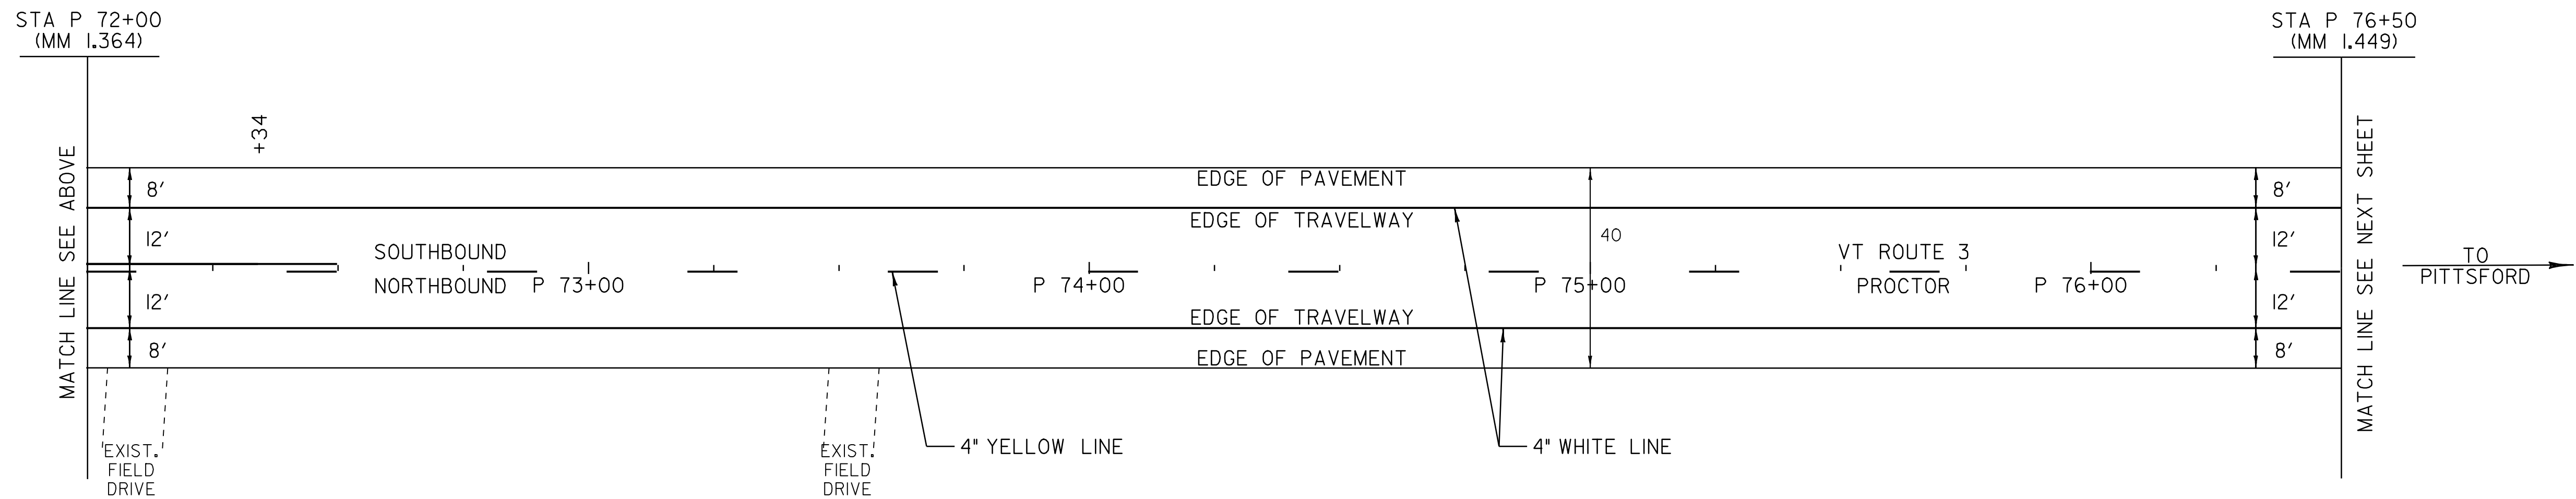 STA P 72+00
(MM 1.364)
STA P 76+50
(MM 1.449)
+34
MATCH LINE SEE ABOVE
8'
12'
12'
8'
EDGE OF PAVEMENT
EDGE OF TRAVELWAY
SOUTHBOUND
NORTHBOUND
P 73+00
P 74+00
P 75+00
P 76+00
40
VT ROUTE 3
PROCTOR
EDGE OF TRAVELWAY
EDGE OF PAVEMENT
8'
12'
12'
8'
MATCH LINE SEE NEXT SHEET
TO
PITTSFORD
EXIST.
FIELD
DRIVE
EXIST.
FIELD
DRIVE
4" YELLOW LINE
4" WHITE LINE